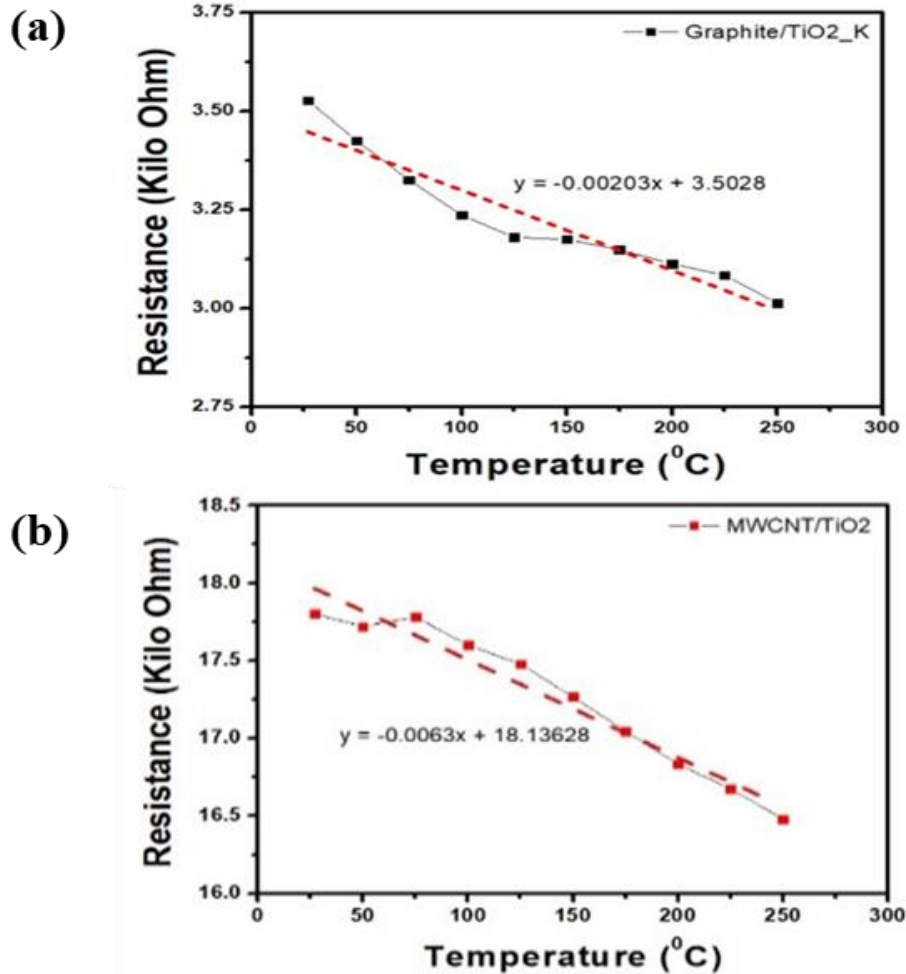 (a)
3.75
Graphite/TiO2_K
3.50
y = -0.00203x + 3.5028
3.25
3.00
2.75
Resistance (Kilo Ohm)
0 50 100 150 200 250 300
Temperature (⁰C)
(b)
18.5
MWCNT/TiO2
18.0
17.5
y = -0.0063x + 18.13628
17.0
16.5
16.0
Resistance (Kilo Ohm)
0 50 100 150 200 250 300
Temperature (⁰C)